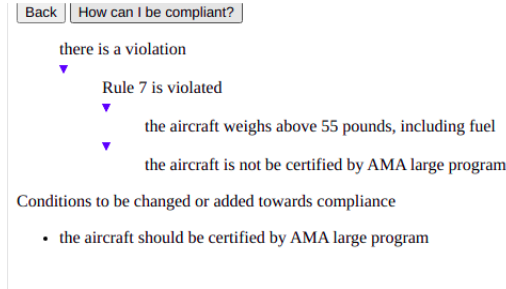 Back How can I be compliant?
there is a violation
Rule 7 is violated
the aircraft weighs above 55 pounds, including fuel
the aircraft is not be certified by AMA large program
Conditions to be changed or added towards compliance
• the aircraft should be certified by AMA large program